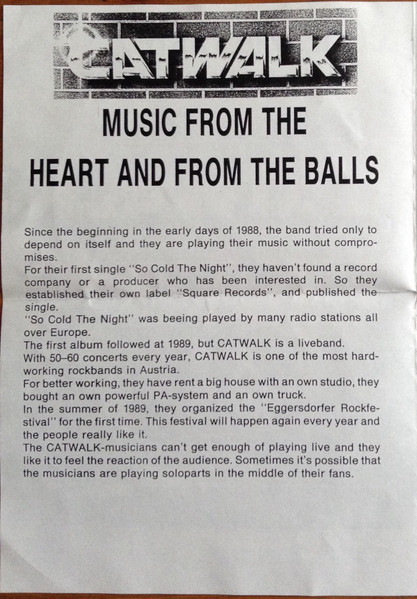 CATWALK
MUSIC FROM THE
HEART AND FROM THE BALLS
Since the beginning in the early days of 1988, the band tried only to
depend on itself and they are playing their music without compro-
mises.
For their first single "So Cold The Night", they haven't found a record
company or a producer who has been interested in. So they
established their own label "Square Records", and published the
single.
"So Cold The Night" was beeing played by many radio stations all
over Europe.
The first album followed at 1989, but CATWALK is a liveband.
With 50–60 concerts every year, CATWALK is one of the most hard-
working rockbands in Austria.
For better working, they have rent a big house with an own studio, they
bought an own powerful PA-system and an own truck.
In the summer of 1989, they organized the "Eggersdorfer Rockfe-
stival" for the first time. This festival will happen again every year and
the people really like it.
The CATWALK-musicians can't get enough of playing live and they
like it to feel the reaction of the audience. Sometimes it's possible that
the musicians are playing soloparts in the middle of their fans.